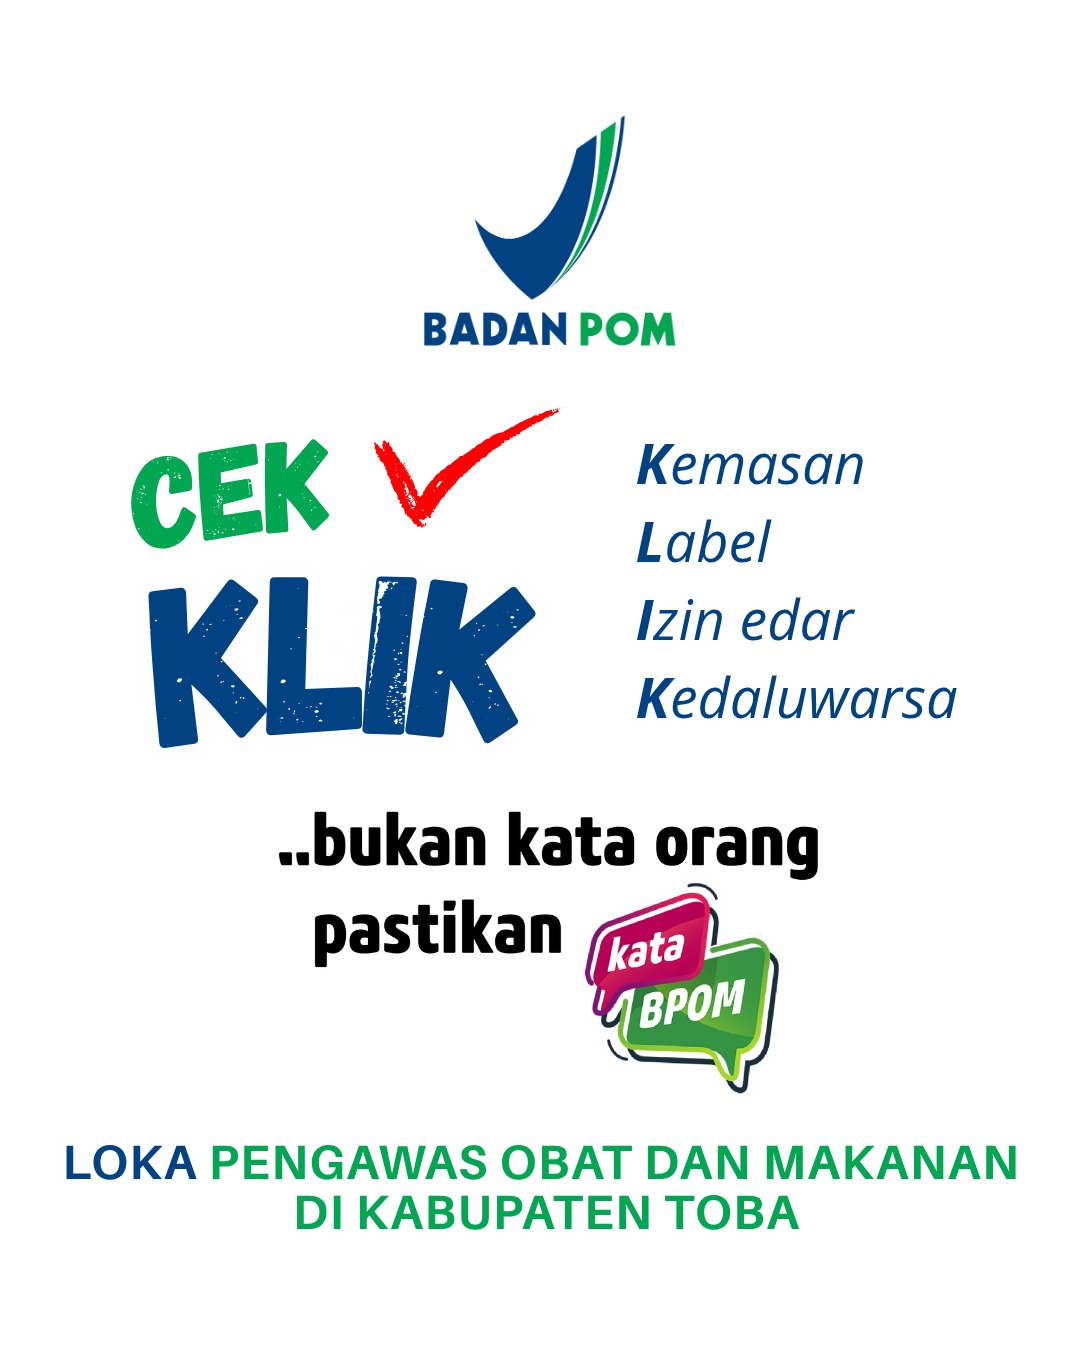 BADAN POM
CEK
KLIK
Kemasan
Label
Izin edar
Kedaluwarsa
..bukan kata orang
pastikan
kata
BPOM
LOKA PENGAWAS OBAT DAN MAKANAN
DI KABUPATEN TOBA